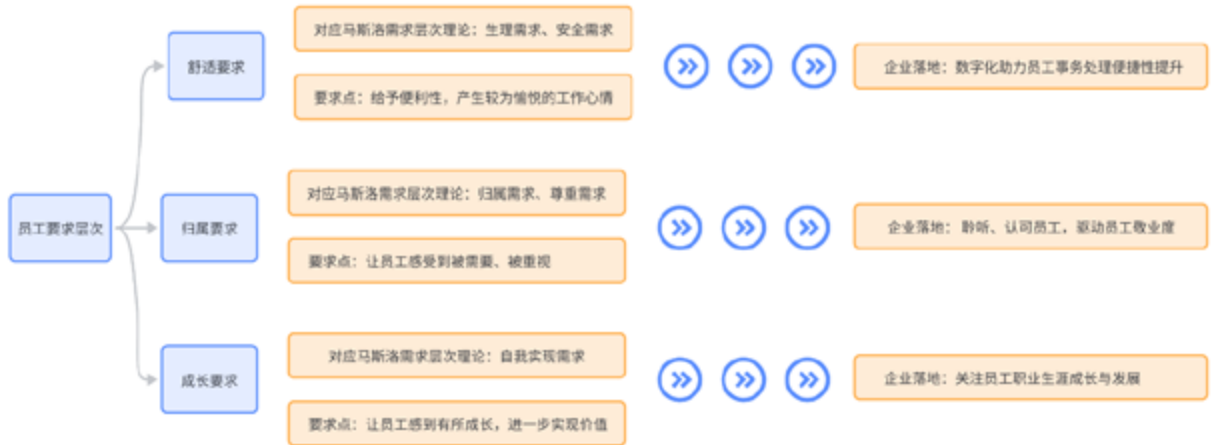 员工要求层次
舒适要求
对应马斯洛需求层次理论：生理需求、安全需求
要求点：给予便利性，产生较为愉悦的工作心情
企业落地：数字化助力员工事务处理便捷性提升
归属要求
对应马斯洛需求层次理论：归属需求、尊重需求
要求点：让员工感受到被需要、被重视
企业落地： 聆听、认可员工，驱动员工敬业度
成长要求
对应马斯洛需求层次理论：自我实现需求
要求点：让员工感到有所成长，进一步实现价值
企业落地：关注员工职业生涯成长与发展